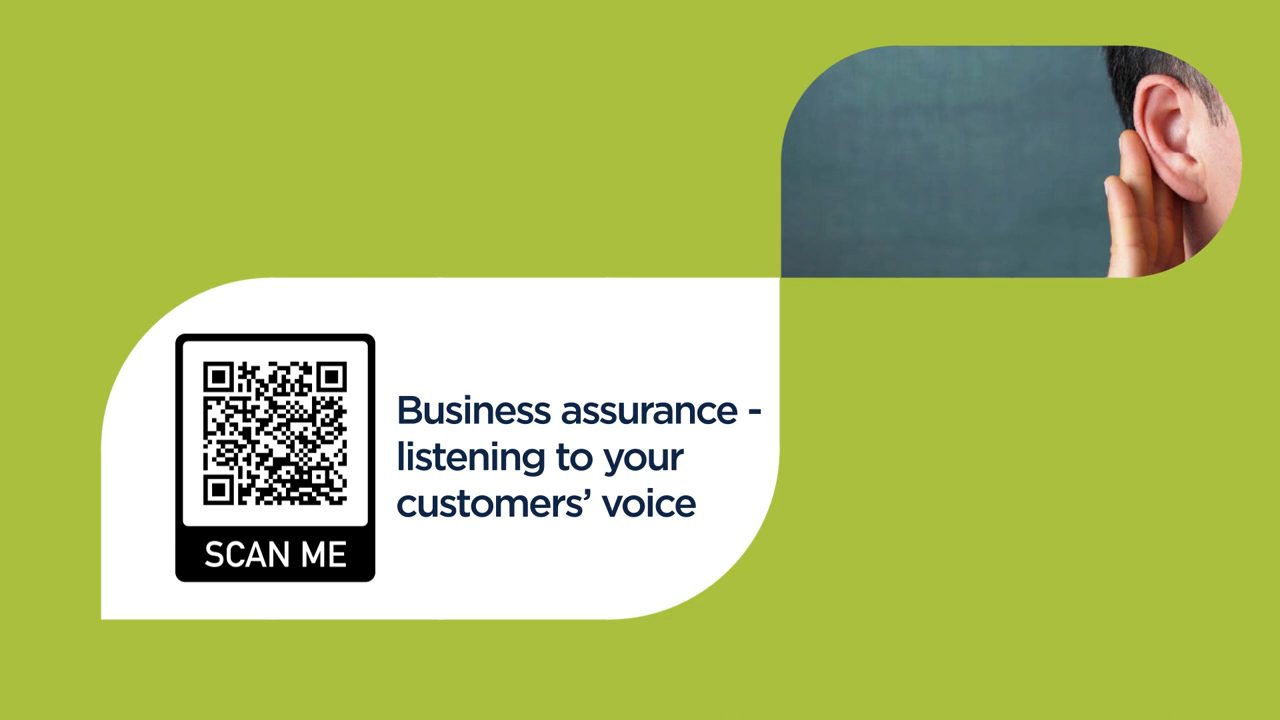 Business assurance -
listening to your
customers’ voice
SCAN ME